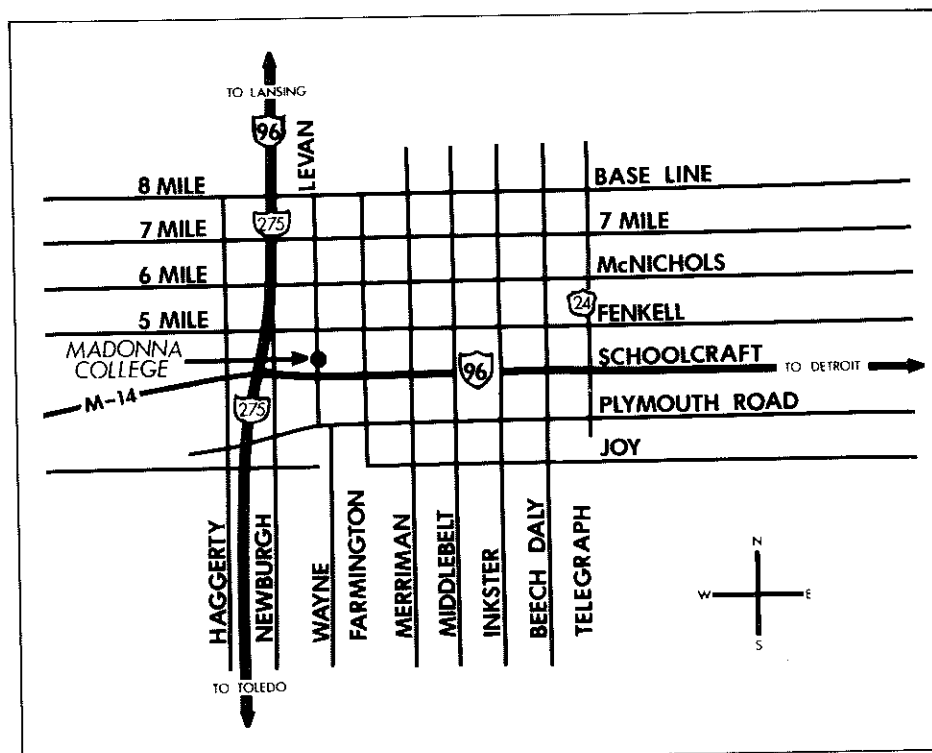 TO LANSING
96
LEVAN
8 MILE
BASE LINE
275
7 MILE
7 MILE
6 MILE
McNICHOLS
24
5 MILE
FENKELL
MADONNA
COLLEGE
SCHOOLCRAFT
96
TO DETROIT
M-14
275
PLYMOUTH ROAD
JOY
HAGGERTY
NEWBURGH
WAYNE
FARMINGTON
MERRIMAN
MIDDLEBELT
INKSTER
BEECH DALY
TELEGRAPH
N
W
E
S
TO TOLEDO